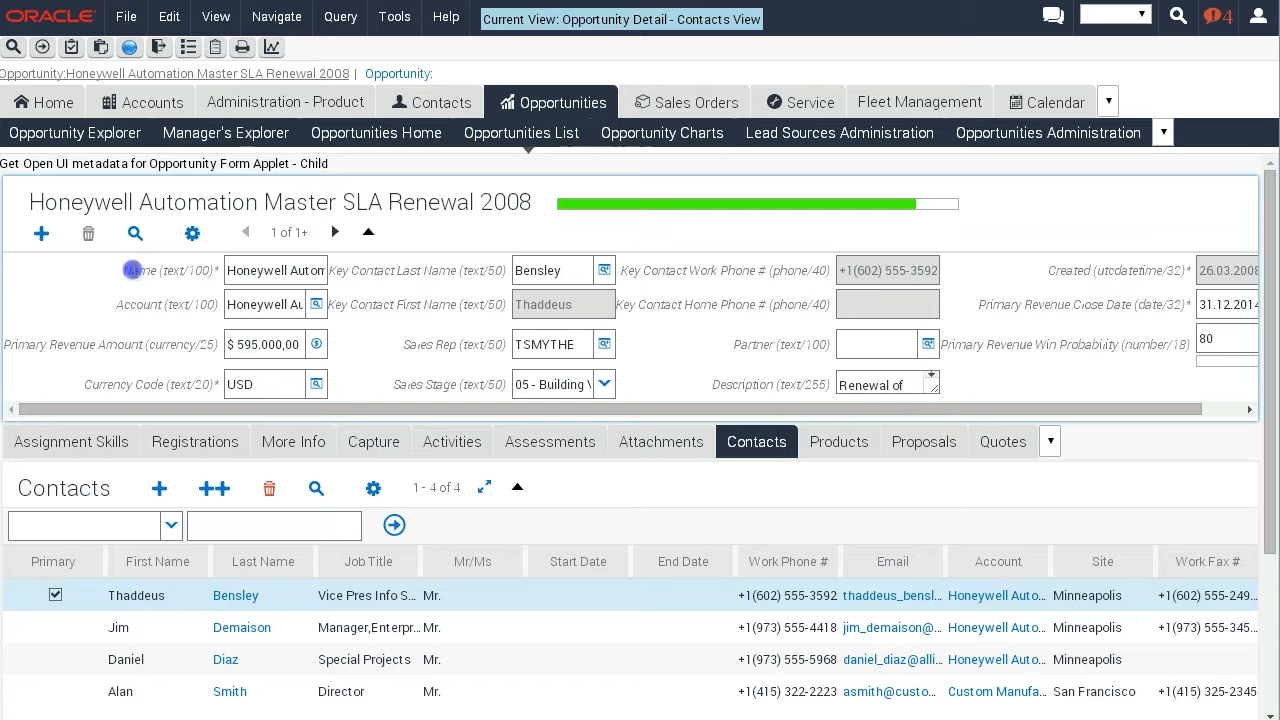 ORACLE File Edit View Navigate Query Tools Help Current View: Opportunity Detail - Contacts View 4
Opportunity:Honeywell Automation Master SLA Renewal 2008 | Opportunity:
Home Accounts Administration - Product Contacts Opportunities Sales Orders Service Fleet Management Calendar
Opportunity Explorer Manager's Explorer Opportunities Home Opportunities List Opportunity Charts Lead Sources Administration Opportunities Administration
Get Open UI metadata for Opportunity Form Applet - Child
Honeywell Automation Master SLA Renewal 2008
1 of 1+
Name (text/100)* Honeywell Autom Key Contact Last Name (text/50) Bensley Key Contact Work Phone # (phone/40) +1(602) 555-3592 Created (utcdatetime/32)* 26.03.2008
Account (text/100) Honeywell Au Key Contact First Name (text/50) Thaddeus Key Contact Home Phone # (phone/40) Primary Revenue Close Date (date/32)* 31.12.2014
Primary Revenue Amount (currency/25) $ 595.000,00 Sales Rep (text/50) TSMYTHE Partner (text/100) Primary Revenue Win Probability (number/18) 80
Currency Code (text/20)* USD Sales Stage (text/50) 05 - Building Description (text/255) Renewal of
Assignment Skills Registrations More Info Capture Activities Assessments Attachments Contacts Products Proposals Quotes
Contacts 1 - 4 of 4
Primary First Name Last Name Job Title Mr/Ms Start Date End Date Work Phone # Email Account Site Work Fax #
Thaddeus Bensley Vice Pres Info S... Mr. +1(602) 555-3592 thaddeus_bensl... Honeywell Auto... Minneapolis +1(602) 555-249...
Jim Demaison Manager,Enterpr... Mr. +1(973) 555-4418 jim_demaison@... Honeywell Auto... Minneapolis +1(973) 555-345...
Daniel Diaz Special Projects Mr. +1(973) 555-5968 daniel_diaz@alli... Honeywell Auto... Minneapolis
Alan Smith Director Mr. +1(415) 322-2223 asmith@custo... Custom Manufa... San Francisco +1(415) 325-2345